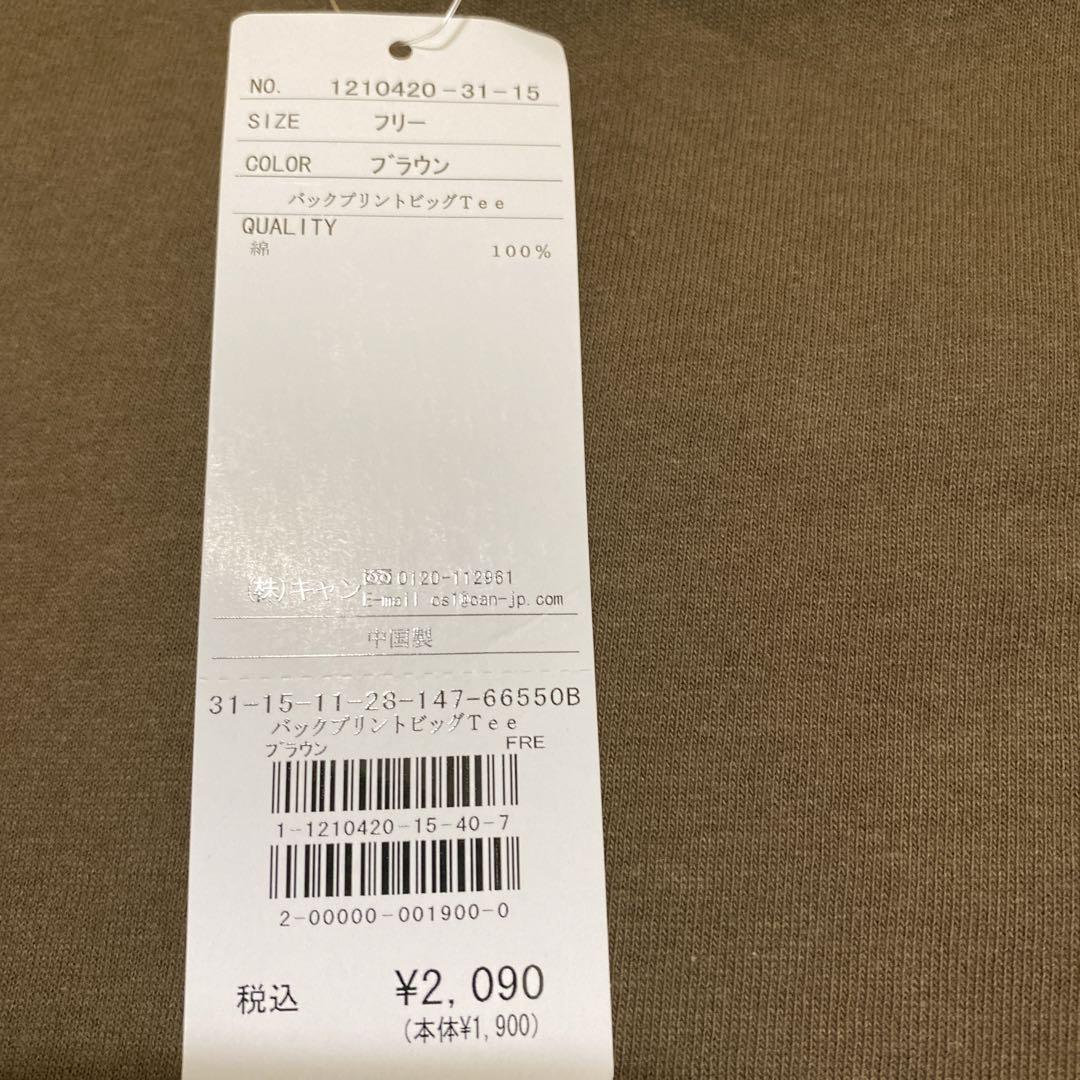 NO. 1210420-31-15
SIZE フリー
COLOR ブラウン
バックプリントビッグTee
QUALITY
綿 100%
(株)キャン 0120-112961
E-mail cs1@can-jp.com
中国製
31-15-11-28-147-66550B
バックプリントビッグTee
ブラウン FRE
1-1210420-15-40-7
2-00000-001900-0
税込 ¥2,090
(本体¥1,900)